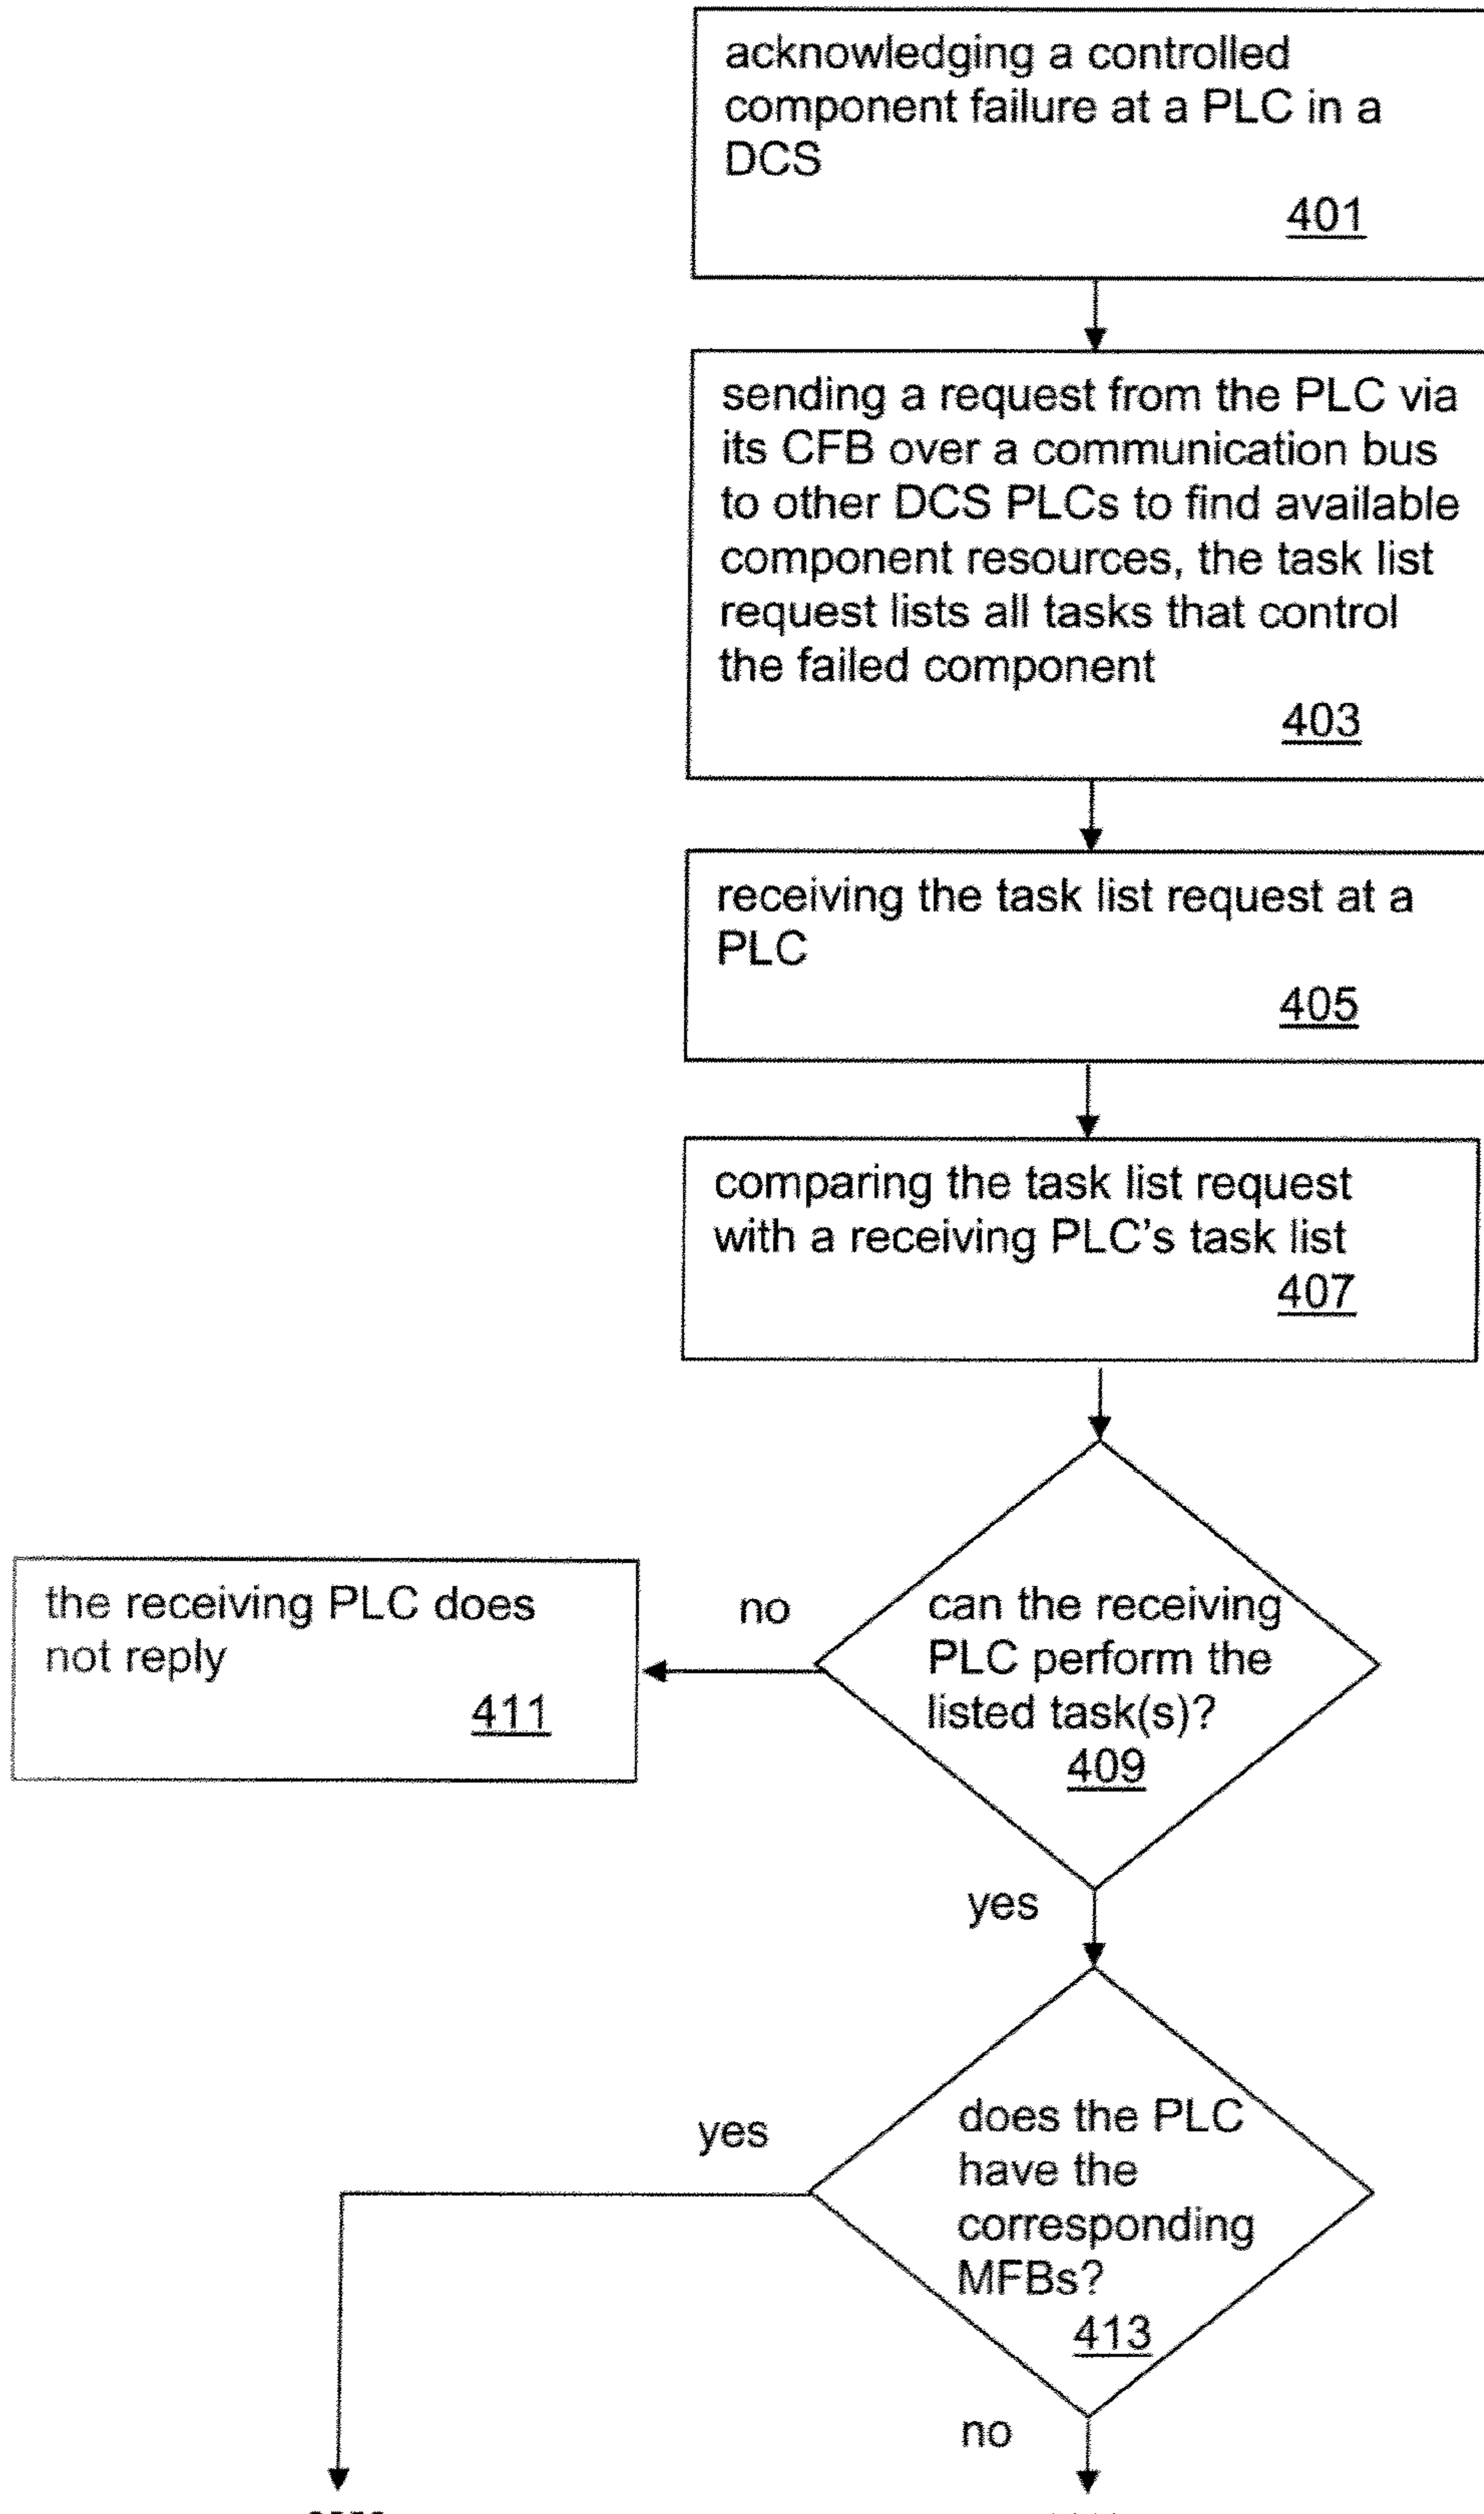 acknowledging a controlled
component failure at a PLC in a
DCS
401
sending a request from the PLC via
its CFB over a communication bus
to other DCS PLCs to find available
component resources, the task list
request lists all tasks that control
the failed component
403
receiving the task list request at a
PLC
405
comparing the task list request
with a receiving PLC's task list
407
the receiving PLC does
not reply
411
no
can the receiving
PLC perform the
listed task(s)?
409
yes
yes
does the PLC
have the
corresponding
MFBs?
413
no